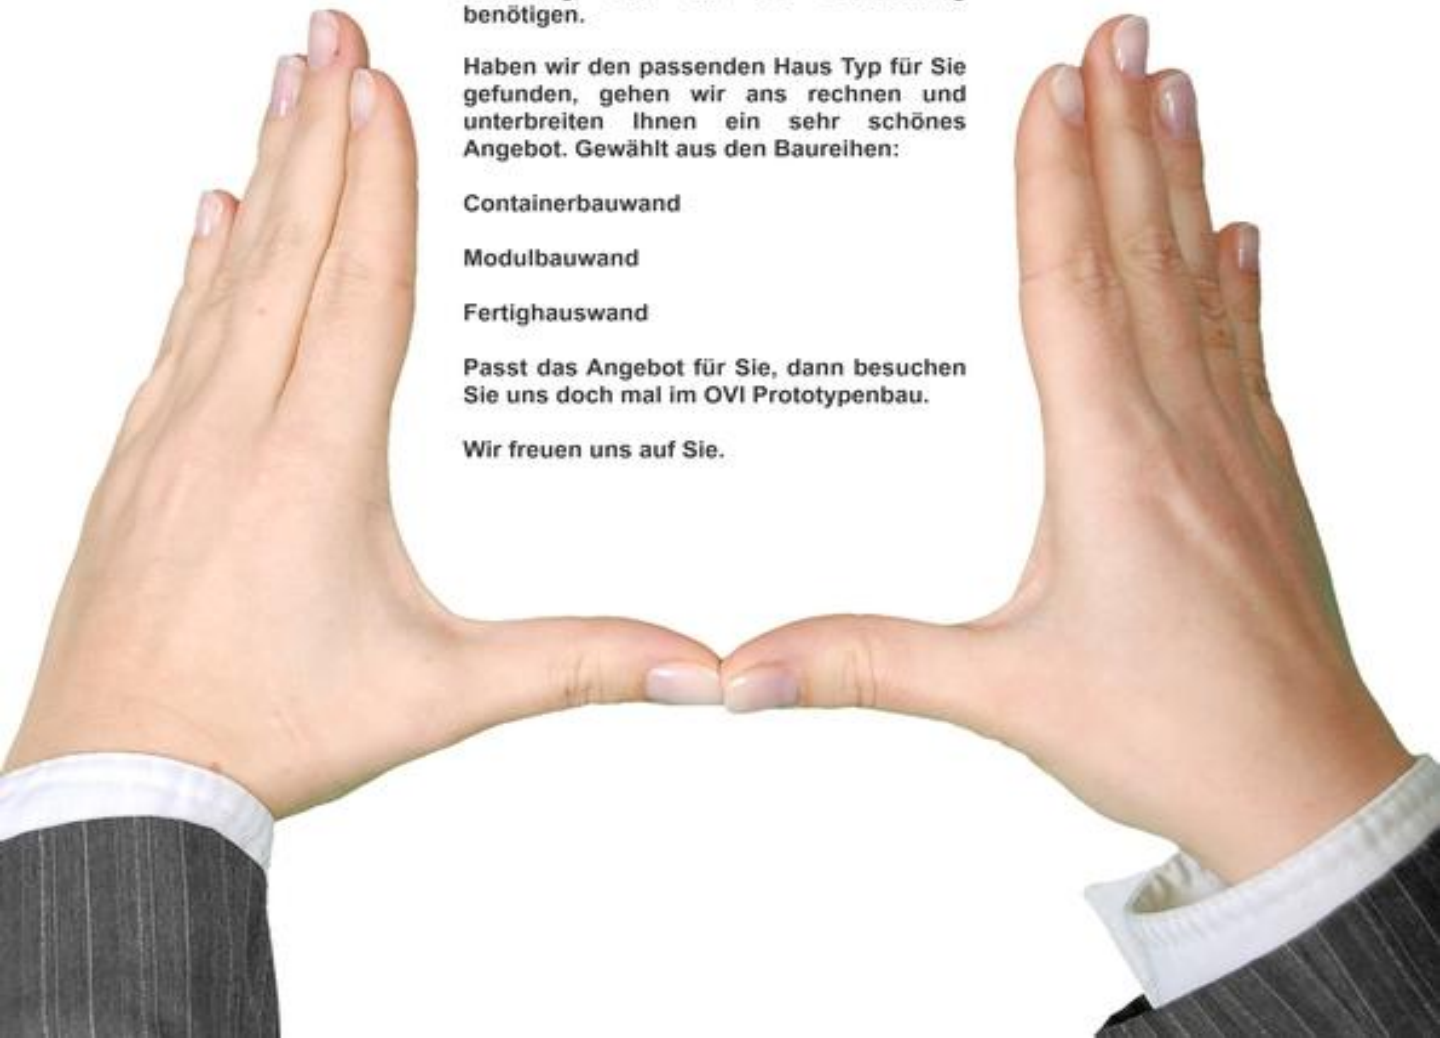 benötigen.
Haben wir den passenden Haus Typ für Sie
gefunden, gehen wir ans rechnen und
unterbreiten Ihnen ein sehr schönes
Angebot. Gewählt aus den Baureihen:
Containerbauwand
Modulbauwand
Fertighauswand
Passt das Angebot für Sie, dann besuchen
Sie uns doch mal im OVI Prototypenbau.
Wir freuen uns auf Sie.